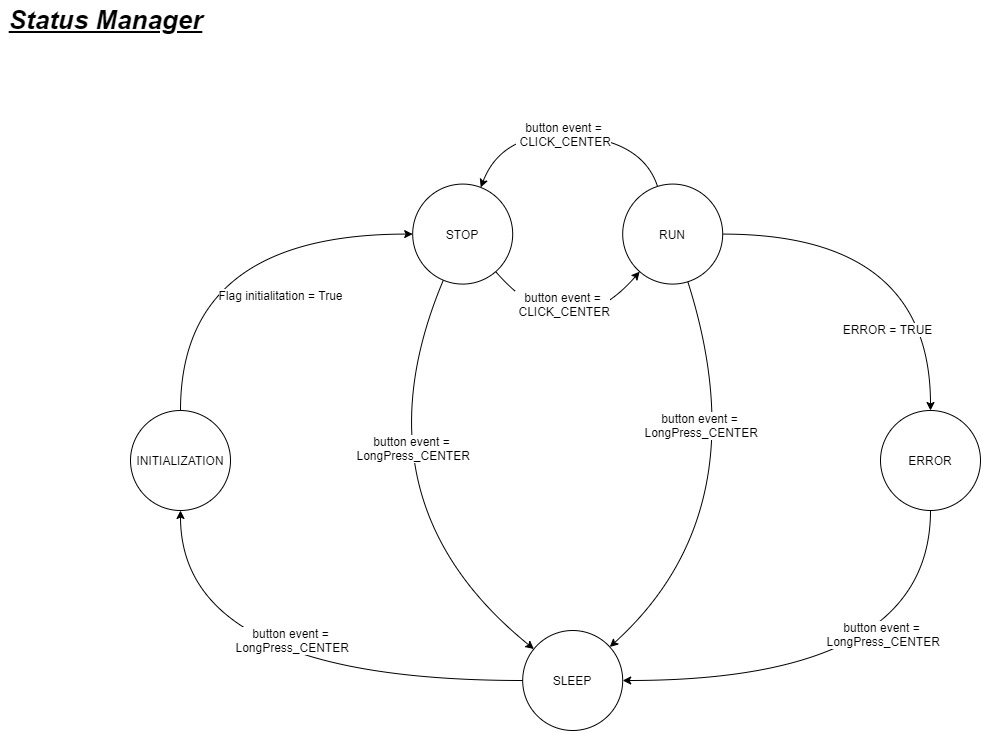 Status Manager
button event =
CLICK_CENTER
STOP
RUN
Flag initialitation = True
button event =
CLICK_CENTER
ERROR = TRUE
button event =
LongPress_CENTER
button event =
LongPress_CENTER
INITIALIZATION
ERROR
button event =
LongPress_CENTER
button event =
LongPress_CENTER
SLEEP